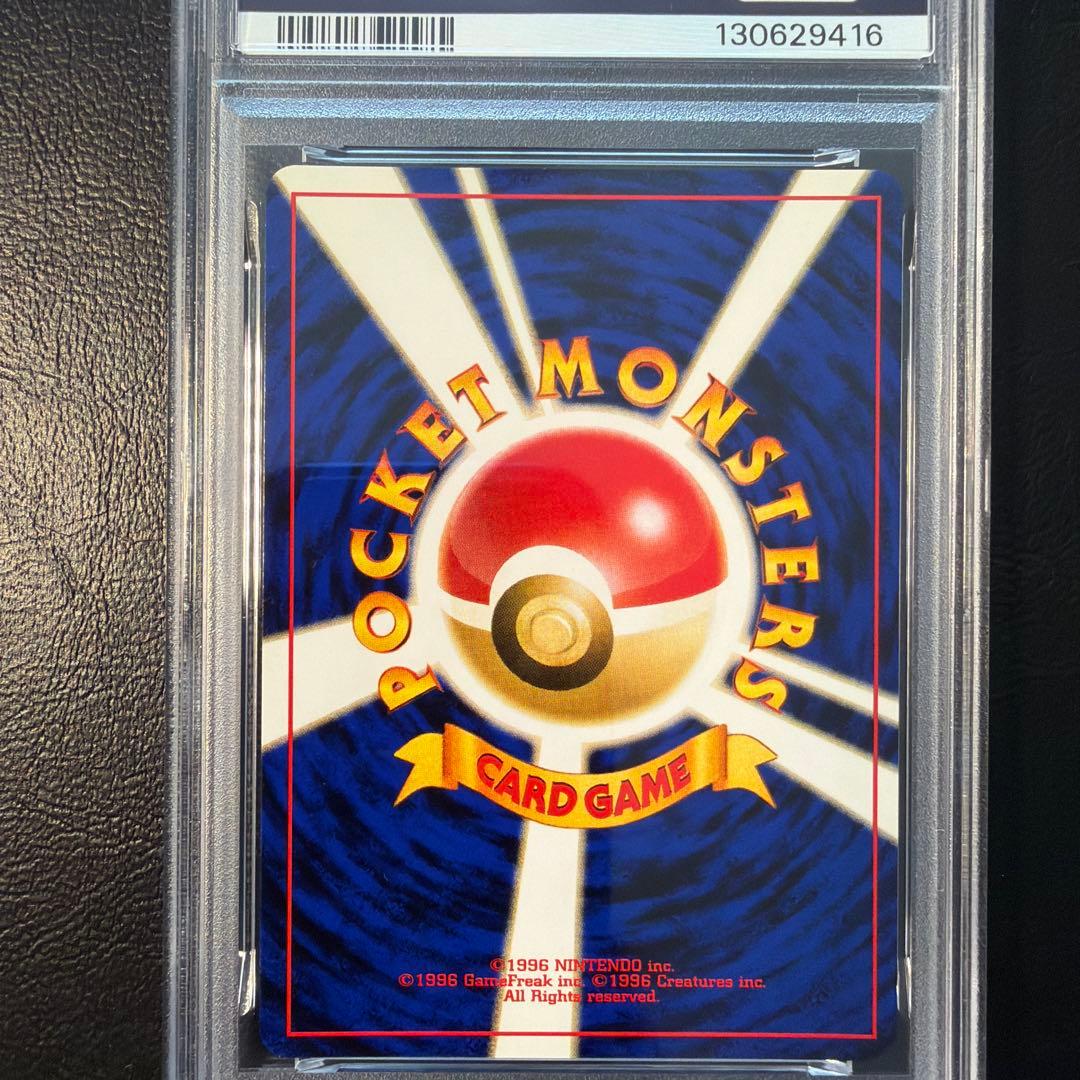 130629416
POCKET MONSTERS
CARD GAME
©1996 NINTENDO inc.
©1996 GameFreak inc. ©1996 Creatures inc.
All Rights reserved.